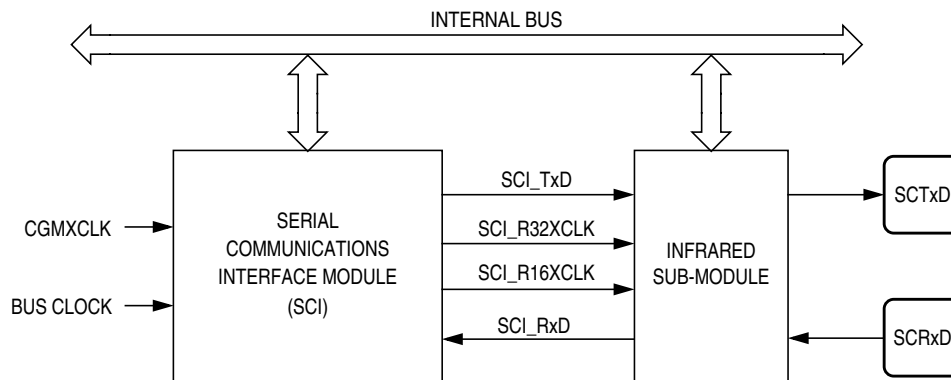 INTERNAL BUS
CGMXCLK
BUS CLOCK
SERIAL
COMMUNICATIONS
INTERFACE MODULE
(SCI)
SCI_TxD
SCI_R32XCLK
SCI_R16XCLK
SCI_RxD
INFRARED
SUB-MODULE
SCTxD
SCRxD